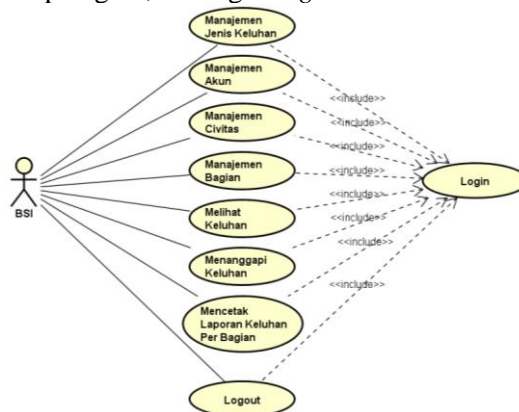 Manajemen
Jenis Keluhan
Manajemen
Akun
<<include>>
<<include>>
Manajemen
Civitas
<<include>>
Manajemen
Bagian
<<include>>
Login
BSI
<<include>>
Melihat
Keluhan
<<include>>
Menanggapi
Keluhan
<<include>>
Mencetak
Laporan Keluhan
Per Bagian
<<include>>
Logout